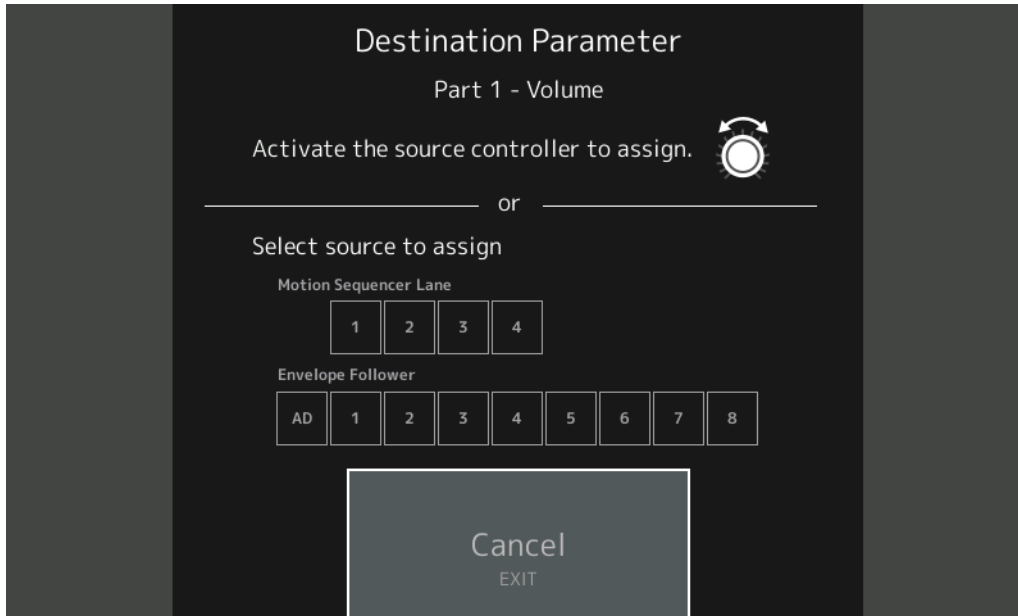 Destination Parameter
Part 1 - Volume
Activate the source controller to assign.
or
Select source to assign
Motion Sequencer Lane
1 2 3 4
Envelope Follower
AD 1 2 3 4 5 6 7 8
Cancel
EXIT